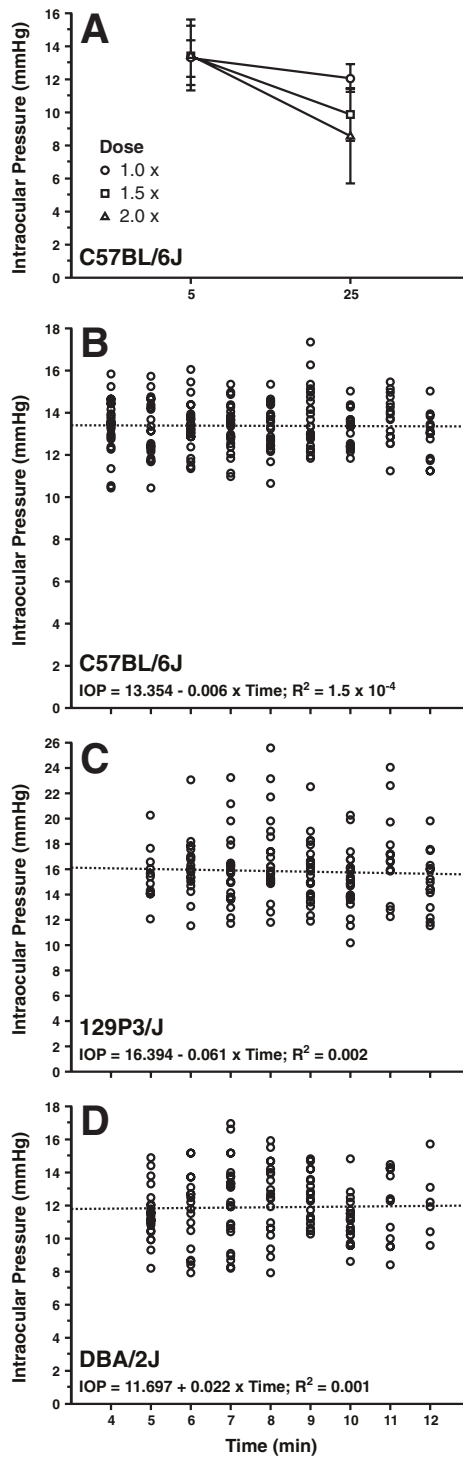 A
Intraocular Pressure (mmHg)
16
14
12
10
8
6
4
2
0
Dose
1.0 x
1.5 x
2.0 x
C57BL/6J
5 25
B
Intraocular Pressure (mmHg)
18
16
14
12
10
8
6
4
2
0
C57BL/6J
IOP = 13.354 - 0.006 x Time; R² = 1.5 x 10⁻⁴
C
Intraocular Pressure (mmHg)
26
24
22
20
18
16
14
12
10
8
6
4
2
0
129P3/J
IOP = 16.394 - 0.061 x Time; R² = 0.002
D
Intraocular Pressure (mmHg)
18
16
14
12
10
8
6
4
2
0
DBA/2J
IOP = 11.697 + 0.022 x Time; R² = 0.001
4 5 6 7 8 9 10 11 12
Time (min)